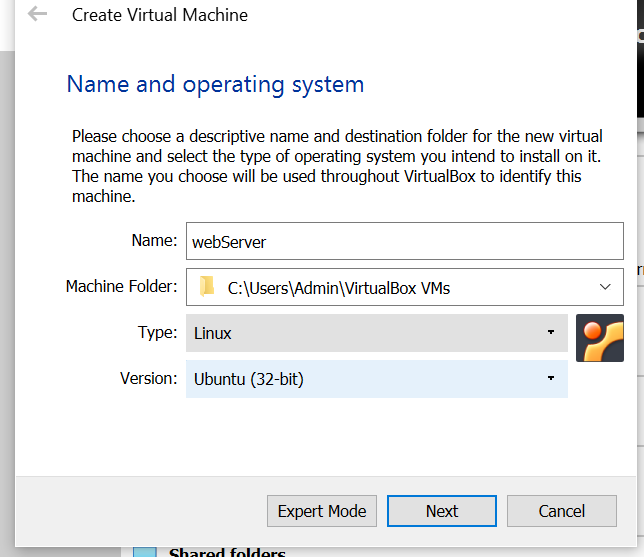 Create Virtual Machine
Name and operating system
Please choose a descriptive name and destination folder for the new virtual
machine and select the type of operating system you intend to install on it.
The name you choose will be used throughout VirtualBox to identify this
machine.
Name: webServer
Machine Folder: C:\Users\Admin\VirtualBox VMs
Type: Linux
Version: Ubuntu (32-bit)
Expert Mode Next Cancel
Shared folders